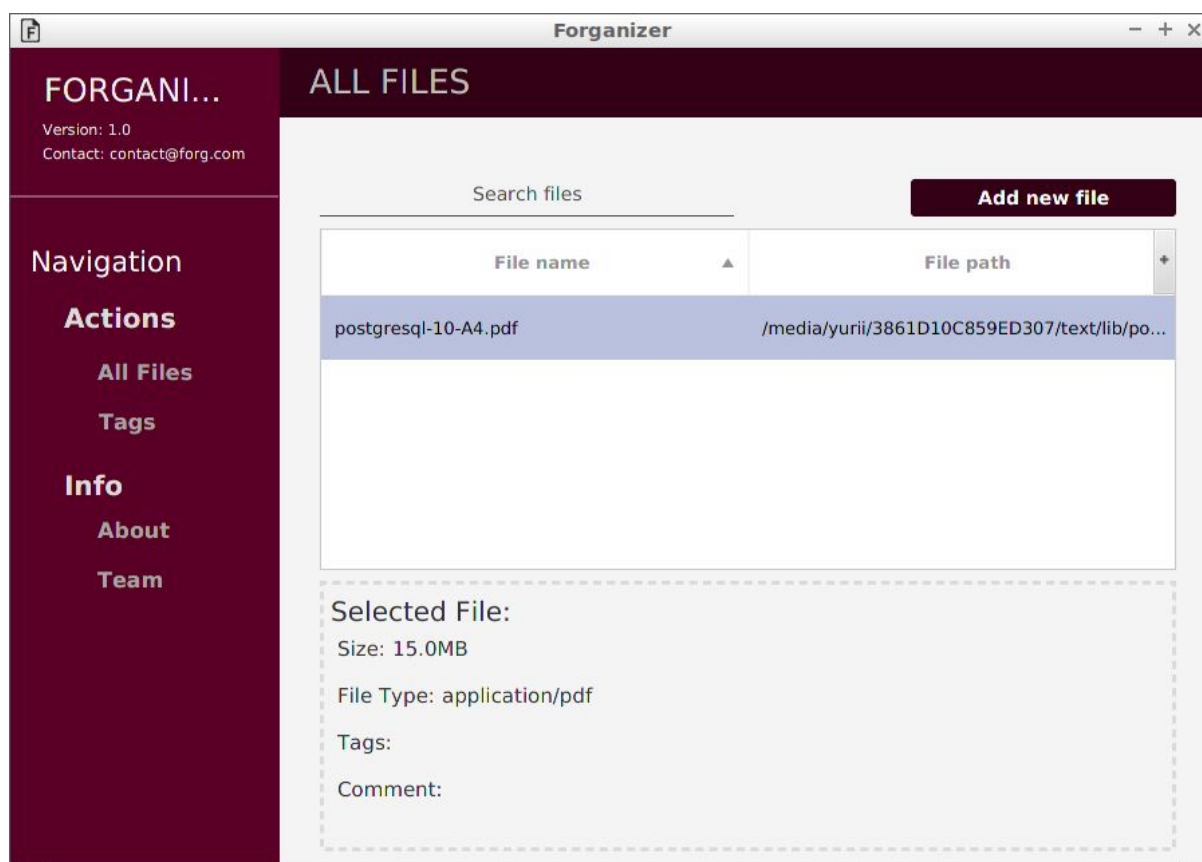 Forganizer
FORGANI...
Version: 1.0
Contact: contact@forg.com
Navigation
Actions
All Files
Tags
Info
About
Team
ALL FILES
Search files
Add new file
File name
File path
postgresql-10-A4.pdf
/media/yurii/3861D10C859ED307/text/lib/po...
Selected File:
Size: 15.0MB
File Type: application/pdf
Tags:
Comment: